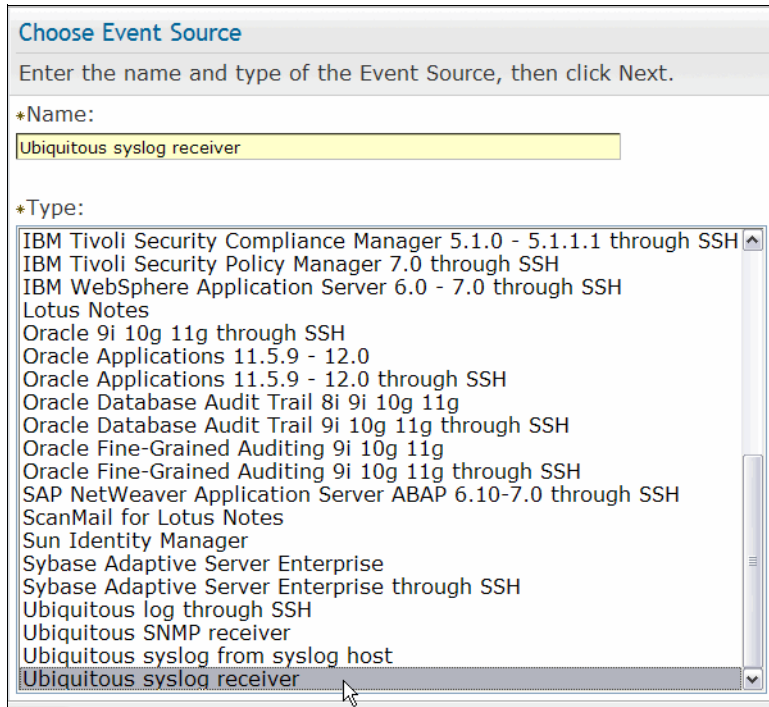 Choose Event Source
Enter the name and type of the Event Source, then click Next.
*Name:
Ubiquitous syslog receiver
*Type:
IBM Tivoli Security Compliance Manager 5.1.0 - 5.1.1.1 through SSH
IBM Tivoli Security Policy Manager 7.0 through SSH
IBM WebSphere Application Server 6.0 - 7.0 through SSH
Lotus Notes
Oracle 9i 10g 11g through SSH
Oracle Applications 11.5.9 - 12.0
Oracle Applications 11.5.9 - 12.0 through SSH
Oracle Database Audit Trail 8i 9i 10g 11g
Oracle Database Audit Trail 9i 10g 11g through SSH
Oracle Fine-Grained Auditing 9i 10g 11g
Oracle Fine-Grained Auditing 9i 10g 11g through SSH
SAP NetWeaver Application Server ABAP 6.10-7.0 through SSH
ScanMail for Lotus Notes
Sun Identity Manager
Sybase Adaptive Server Enterprise
Sybase Adaptive Server Enterprise through SSH
Ubiquitous log through SSH
Ubiquitous SNMP receiver
Ubiquitous syslog from syslog host
Ubiquitous syslog receiver